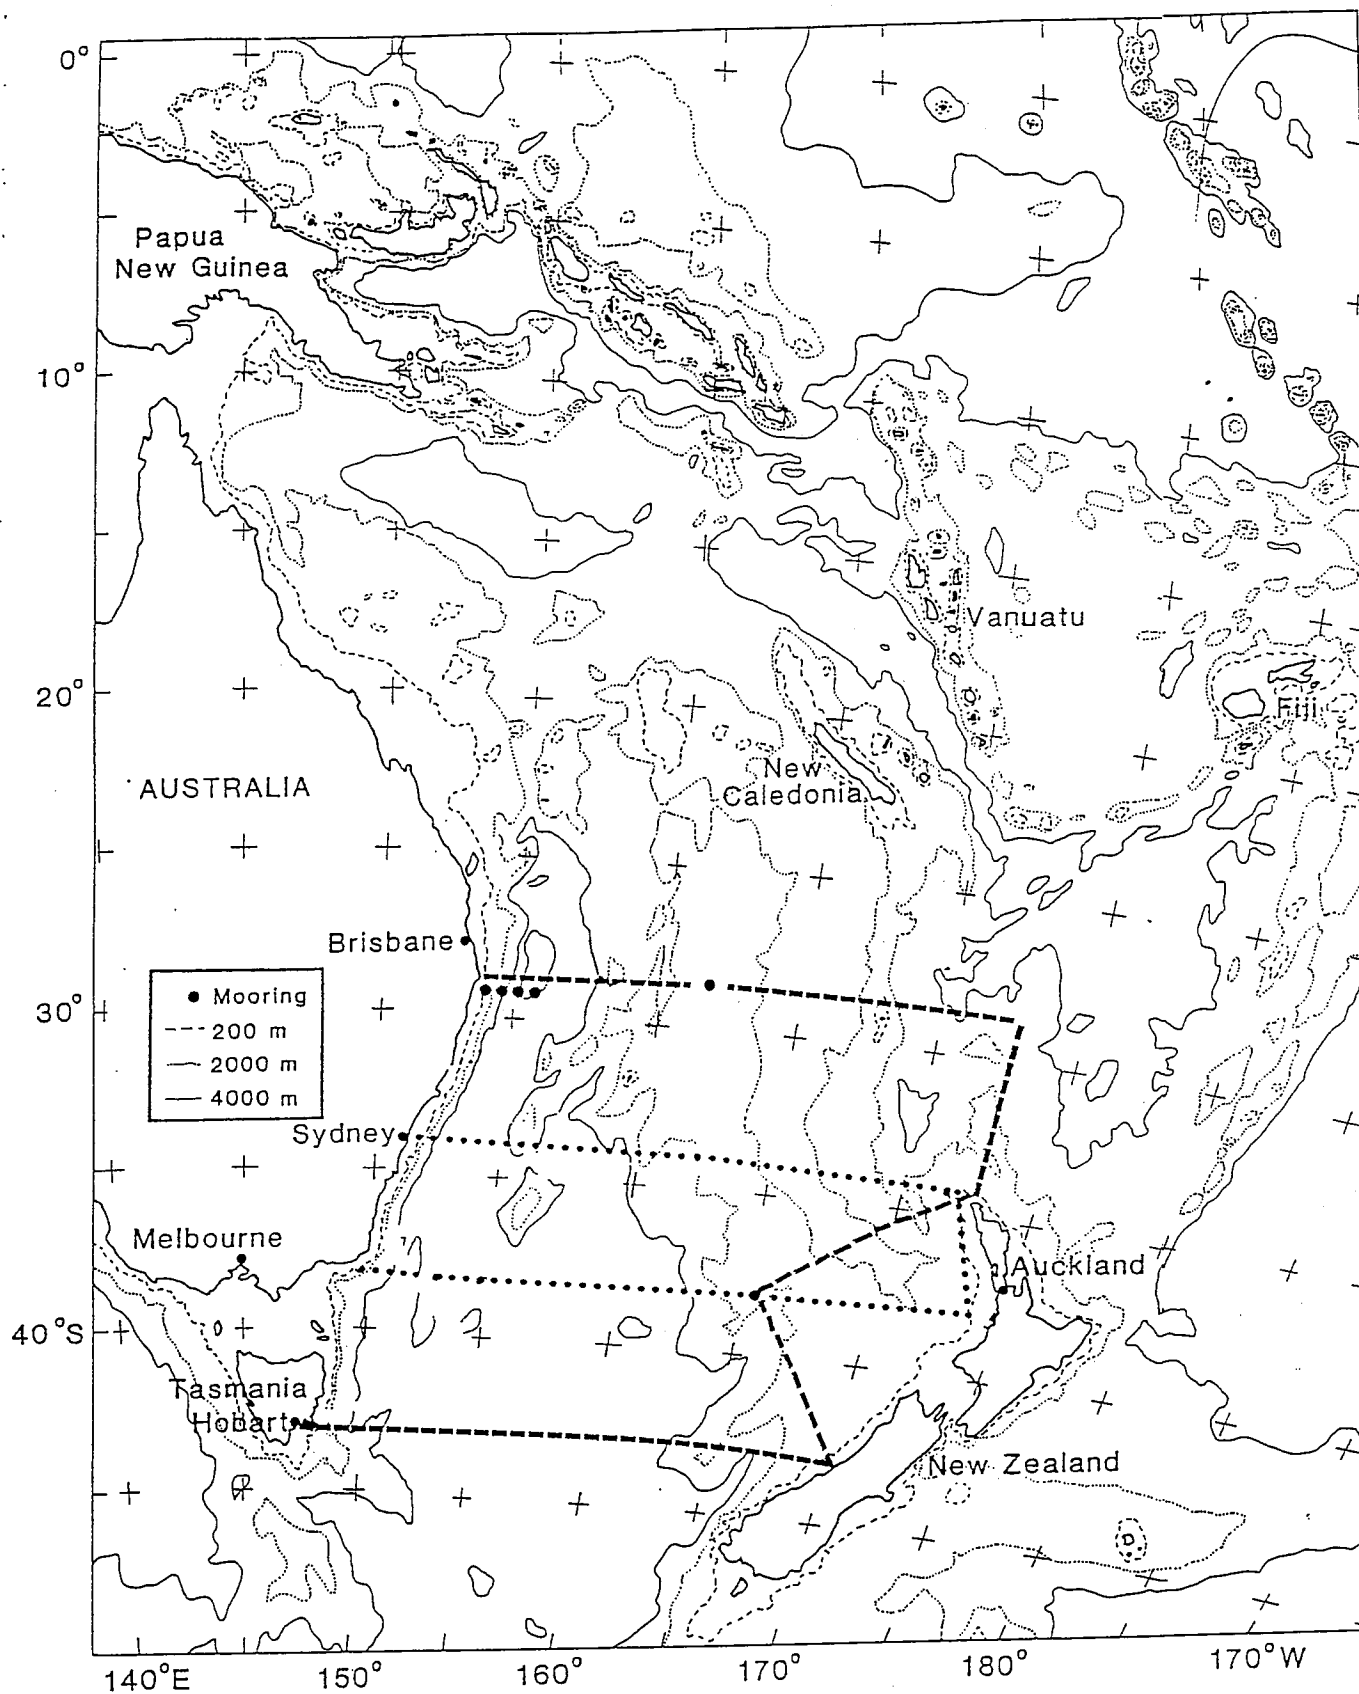 0°
Papua
New Guinea
10°
Vanuatu
20°
Fiji
AUSTRALIA
New
Caledonia
Brisbane
Mooring
200 m
2000 m
4000 m
30°
Sydney
Melbourne
Auckland
40°S
Tasmania
Hobart
New Zealand
140°E
150°
160°
170°
180°
170°W